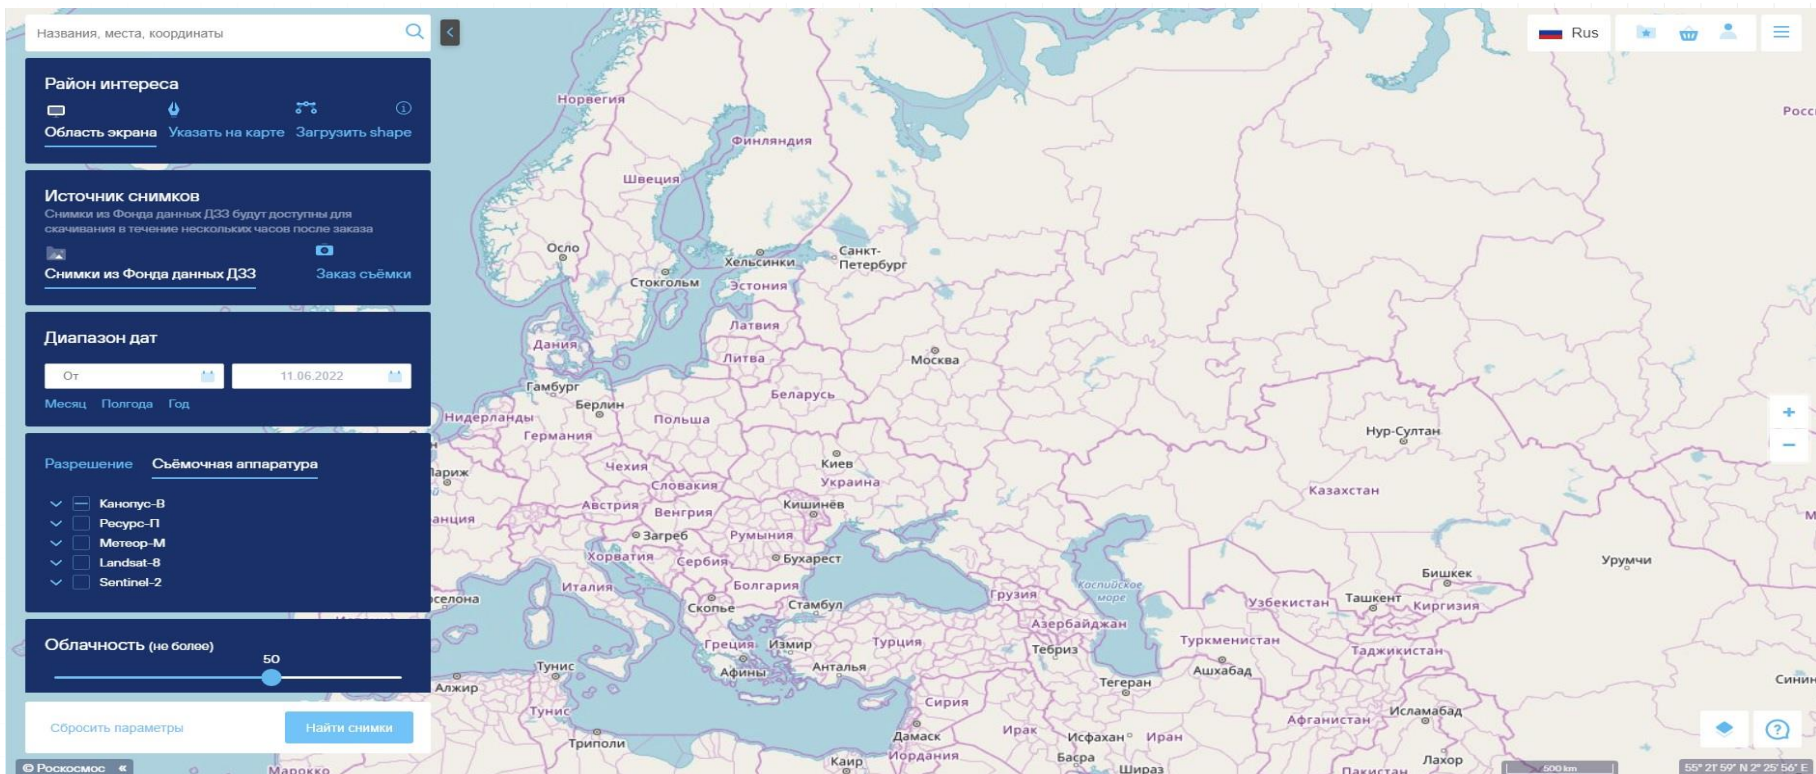 Названия, места, координаты
Район интереса
Область экрана Указать на карте Загрузить shape
Источник снимков
Снимки из Фонда данных ДЗЗ будут доступны для
скачивания в течение нескольких часов после заказа
Снимки из Фонда данных ДЗЗ Заказ съёмки
Диапазон дат
От 11.06.2022
Месяц Полгода Год
Разрешение Съёмочная аппаратура
Канопус-В
Ресурс-П
Метеор-М
Landsat-8
Sentinel-2
Облачность (не более)
50
Сбросить параметры Найти снимки
© Роскосмос «
Rus
Норвегия
Финляндия
Швеция
Осло
Хельсинки
Санкт-
Петербург
Стокгольм
Эстония
Латвия
Дания
Литва
Москва
Гамбург
Берлин
Беларусь
Нидерланды
Польша
Германия
Нур-Султан
Чехия
Киев
Словакия
Украина
Казахстан
Австрия
Венгрия
Кишинёв
Загреб
Румыния
Хорватия
Сербия
Бухарест
Урумчи
Италия
Болгария
Каспийское
море
Бишкек
Грузия
Скопье
Стамбул
Узбекистан
Ташкент
Киргизия
Азербайджан
Греция
Измир
Турция
Тебриз
Туркменистан
Таджикистан
Тунис
Афины
Анталья
Ашхабад
Алжир
Тегеран
Тунис
Сирия
Афганистан
Исламабад
Триполи
Дамаск
Ирак
Исфахан
Иран
Марокко
Каир
Иордания
Басра
Шираз
Пакистан
Лахор
500 km
55° 21' 59" N 2° 25' 56" E